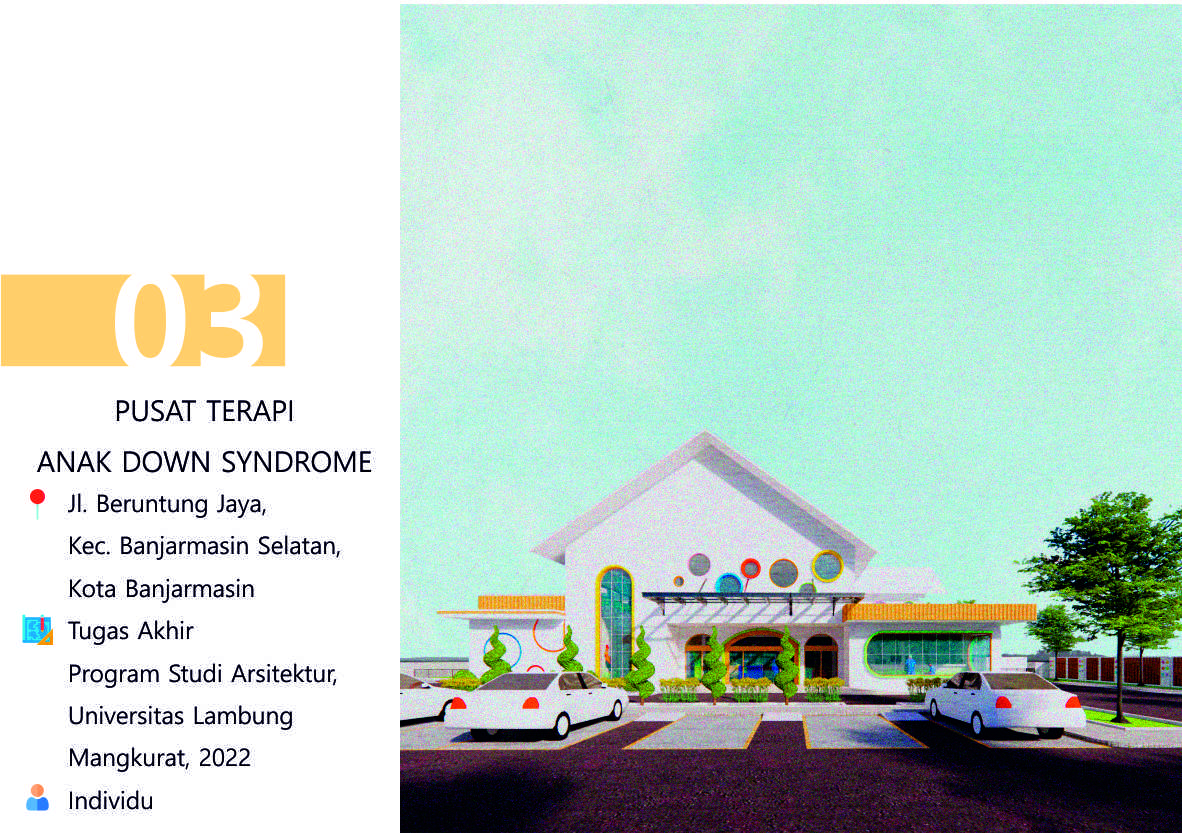 03
PUSAT TERAPI
ANAK DOWN SYNDROME
Jl. Beruntung Jaya,
Kec. Banjarmasin Selatan,
Kota Banjarmasin
Tugas Akhir
Program Studi Arsitektur,
Universitas Lambung
Mangkurat, 2022
Individu